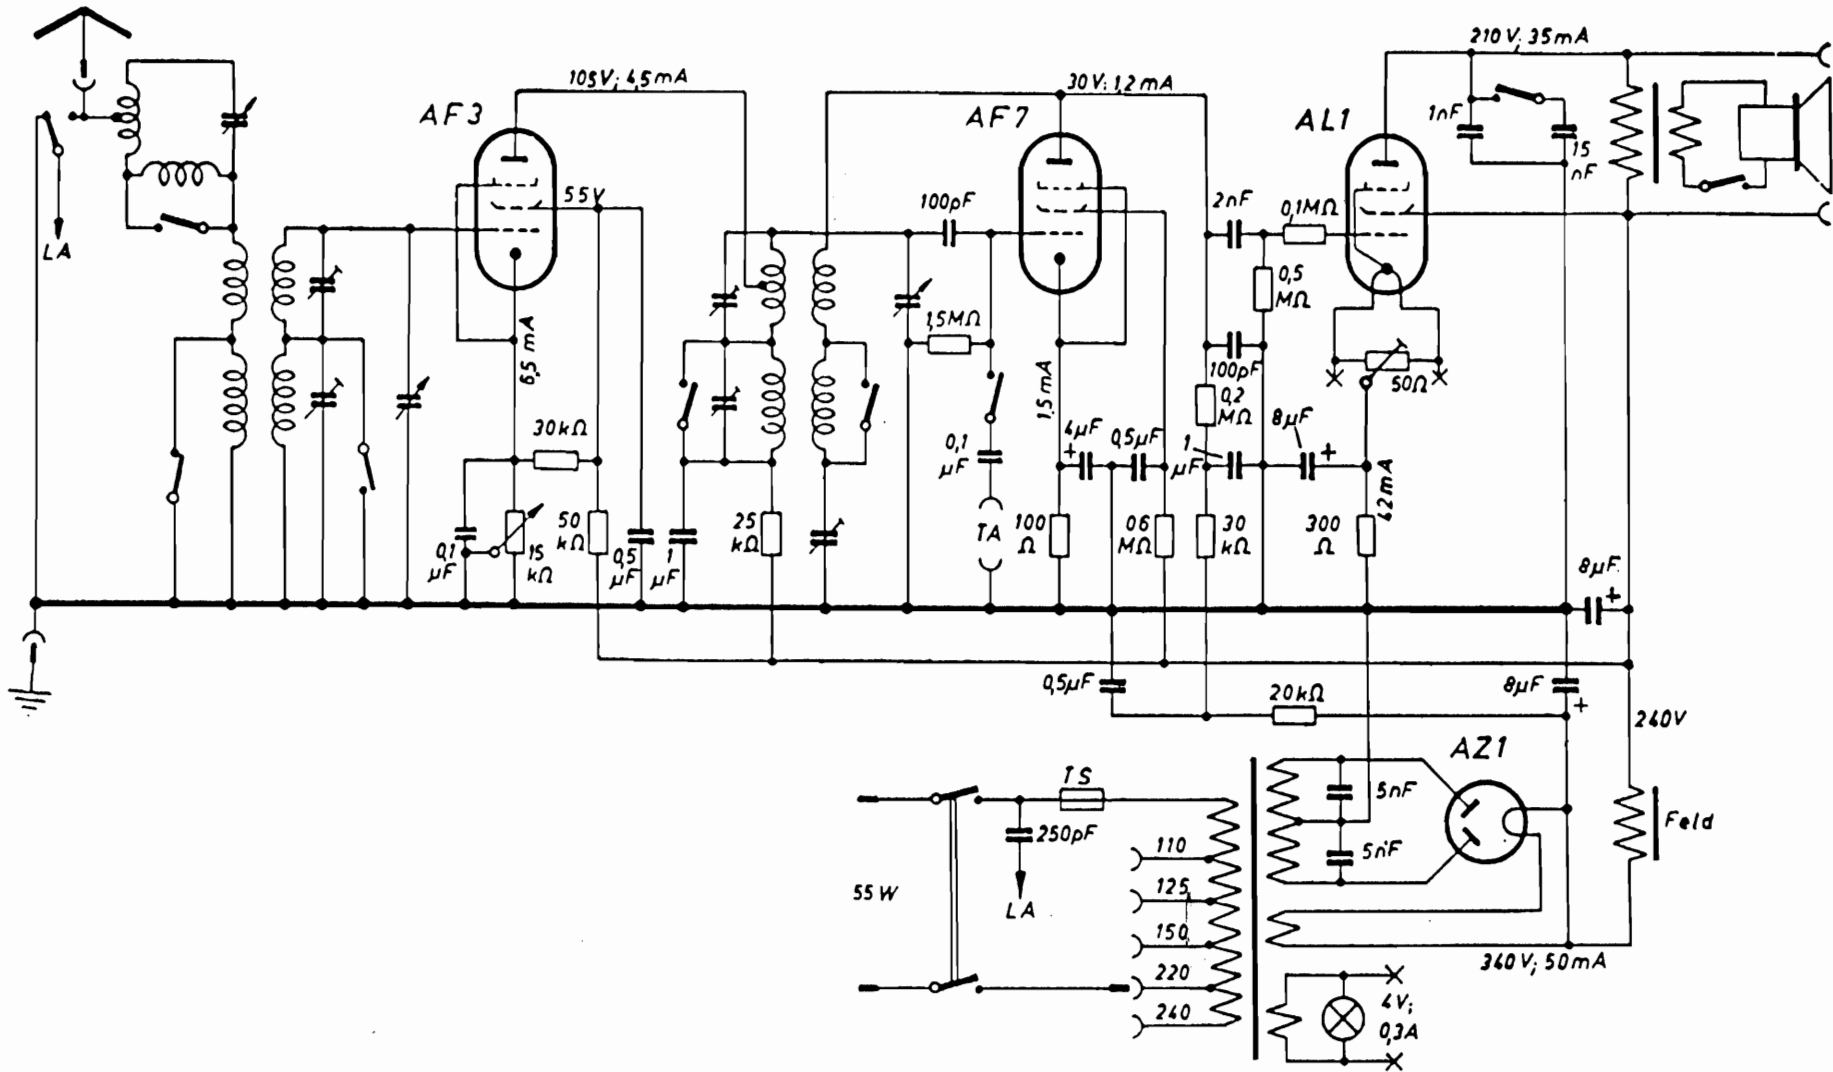 210V; 35mA
105V; 4,5mA
30V; 1,2mA
AF3
AF7
AL1
1nF
15
nF
55V
LA
100pF
2nF
0,1MΩ
0,5
MΩ
1,5MΩ
6,5 mA
1,5mA
100pF
50Ω
0,2
MΩ
30kΩ
0,1
µF
4µF
+
0,5µF
1
µF
8µF
+
42mA
0,1
µF
15
kΩ
50
kΩ
0,5
µF
1
µF
25
kΩ
TA
100
Ω
06
MΩ
30
kΩ
300
Ω
8µF
+
0,5µF
20kΩ
8µF
+
240V
AZ1
TS
250pF
5nF
Feld
110
5nF
55W
125
LA
150
340V; 50mA
220
240
4V;
0,3A